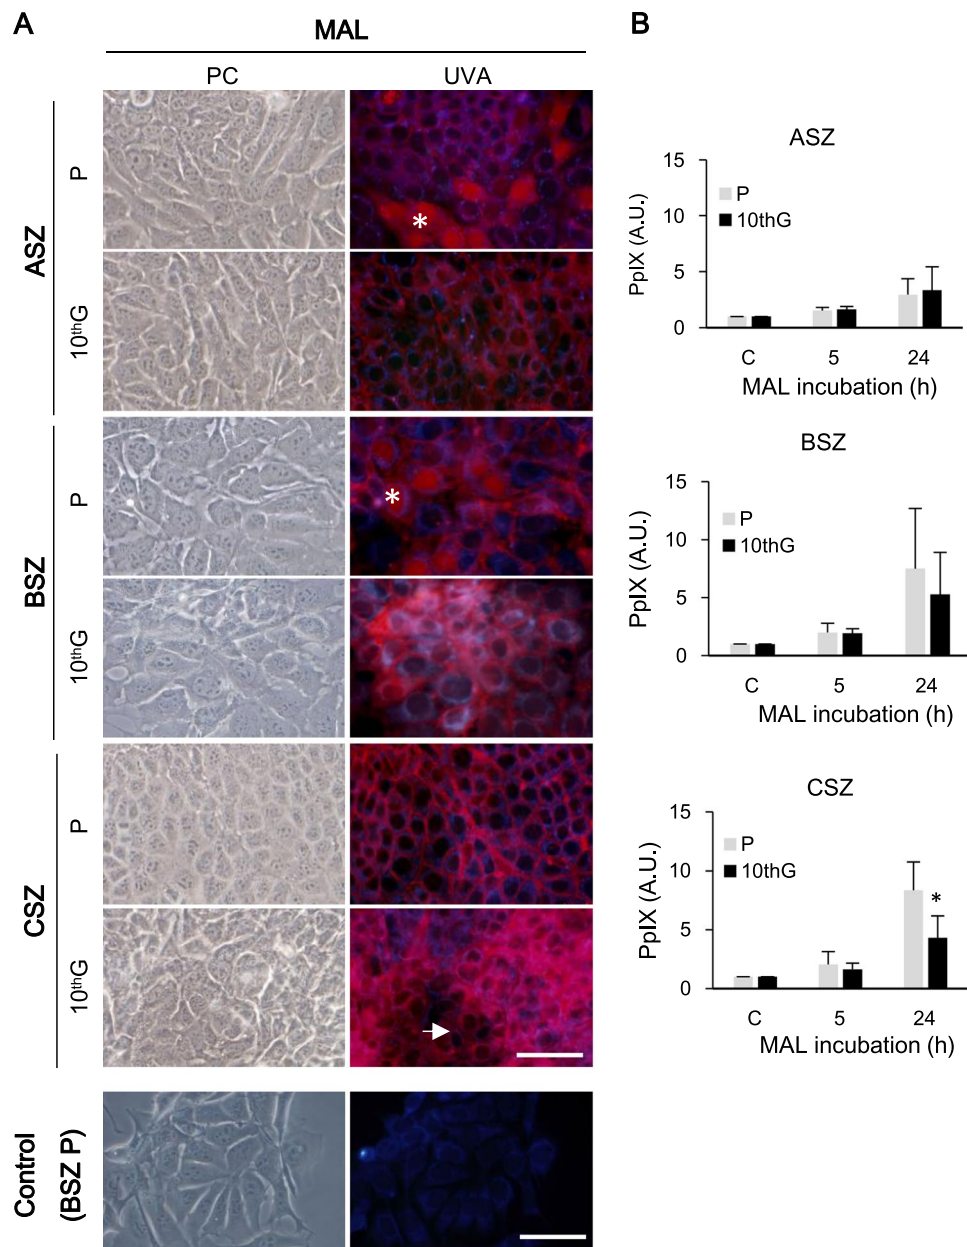 A
MAL
PC
UVA
ASZ
P
*
10thG
BSZ
P
*
10thG
CSZ
P
10thG
Control
(BSZ P)
B
ASZ
PpIX (A.U.)
15
10
5
0
P
10thG
C 5 24
MAL incubation (h)
BSZ
PpIX (A.U.)
15
10
5
0
P
10thG
C 5 24
MAL incubation (h)
CSZ
PpIX (A.U.)
15
10
5
0
P
10thG
*
C 5 24
MAL incubation (h)